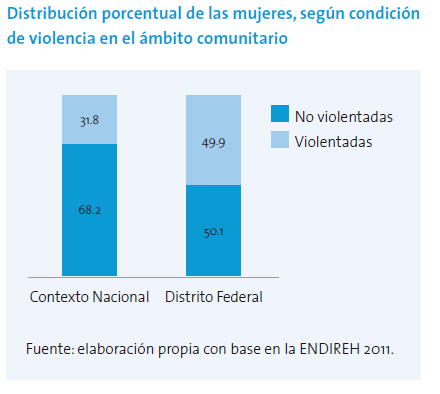 Distribución porcentual de las mujeres, según condición
de violencia en el ámbito comunitario
31.8
49.9
No violentadas
Violentadas
68.2
50.1
Contexto Nacional
Distrito Federal
Fuente: elaboración propia con base en la ENDIREH 2011.